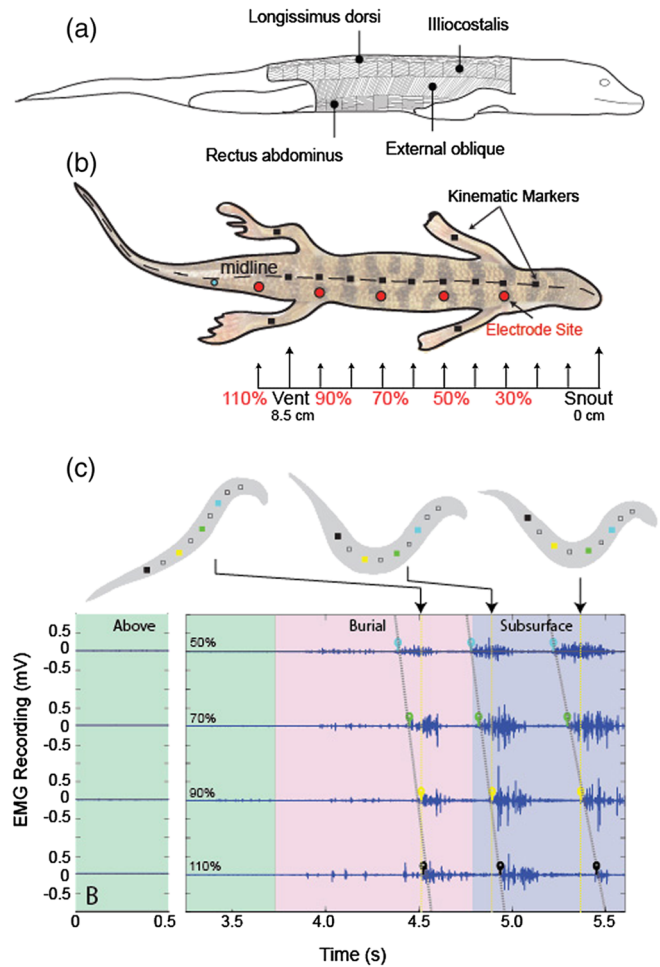 (a)
Longissimus dorsi
Illiocostalis
Rectus abdominus
External oblique
(b)
Kinematic Markers
midline
Electrode Site
110% Vent 90% 70% 50% 30% Snout
8.5 cm 0 cm
(c)
Above Burial Subsurface
EMG Recording (mV)
0.5
0
-0.5
50%
0.5
0
-0.5
70%
0.5
0
-0.5
90%
0.5
0
-0.5
110%
B
0 0.5 3.5 4.0 4.5 5.0 5.5
Time (s)